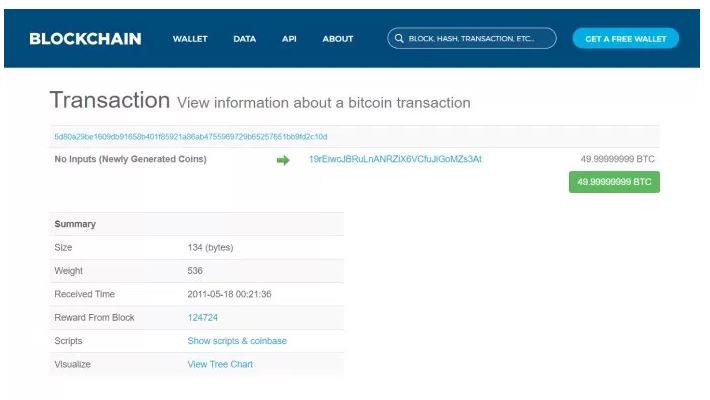 BLOCKCHAIN WALLET DATA API ABOUT BLOCK, HASH, TRANSACTION, ETC... GET A FREE WALLET
Transaction View information about a bitcoin transaction
5d80a29be1609db91658b401f85921a86ab4755969729b65257651bb9fd2c10d
No Inputs (Newly Generated Coins) 19rEiwcJBRuLnANRZiX6VCfuJiGoMZs3At 49.99999999 BTC
49.99999999 BTC
Summary
Size 134 (bytes)
Weight 536
Received Time 2011-05-18 00:21:36
Reward From Block 124724
Scripts Show scripts & coinbase
Visualize View Tree Chart